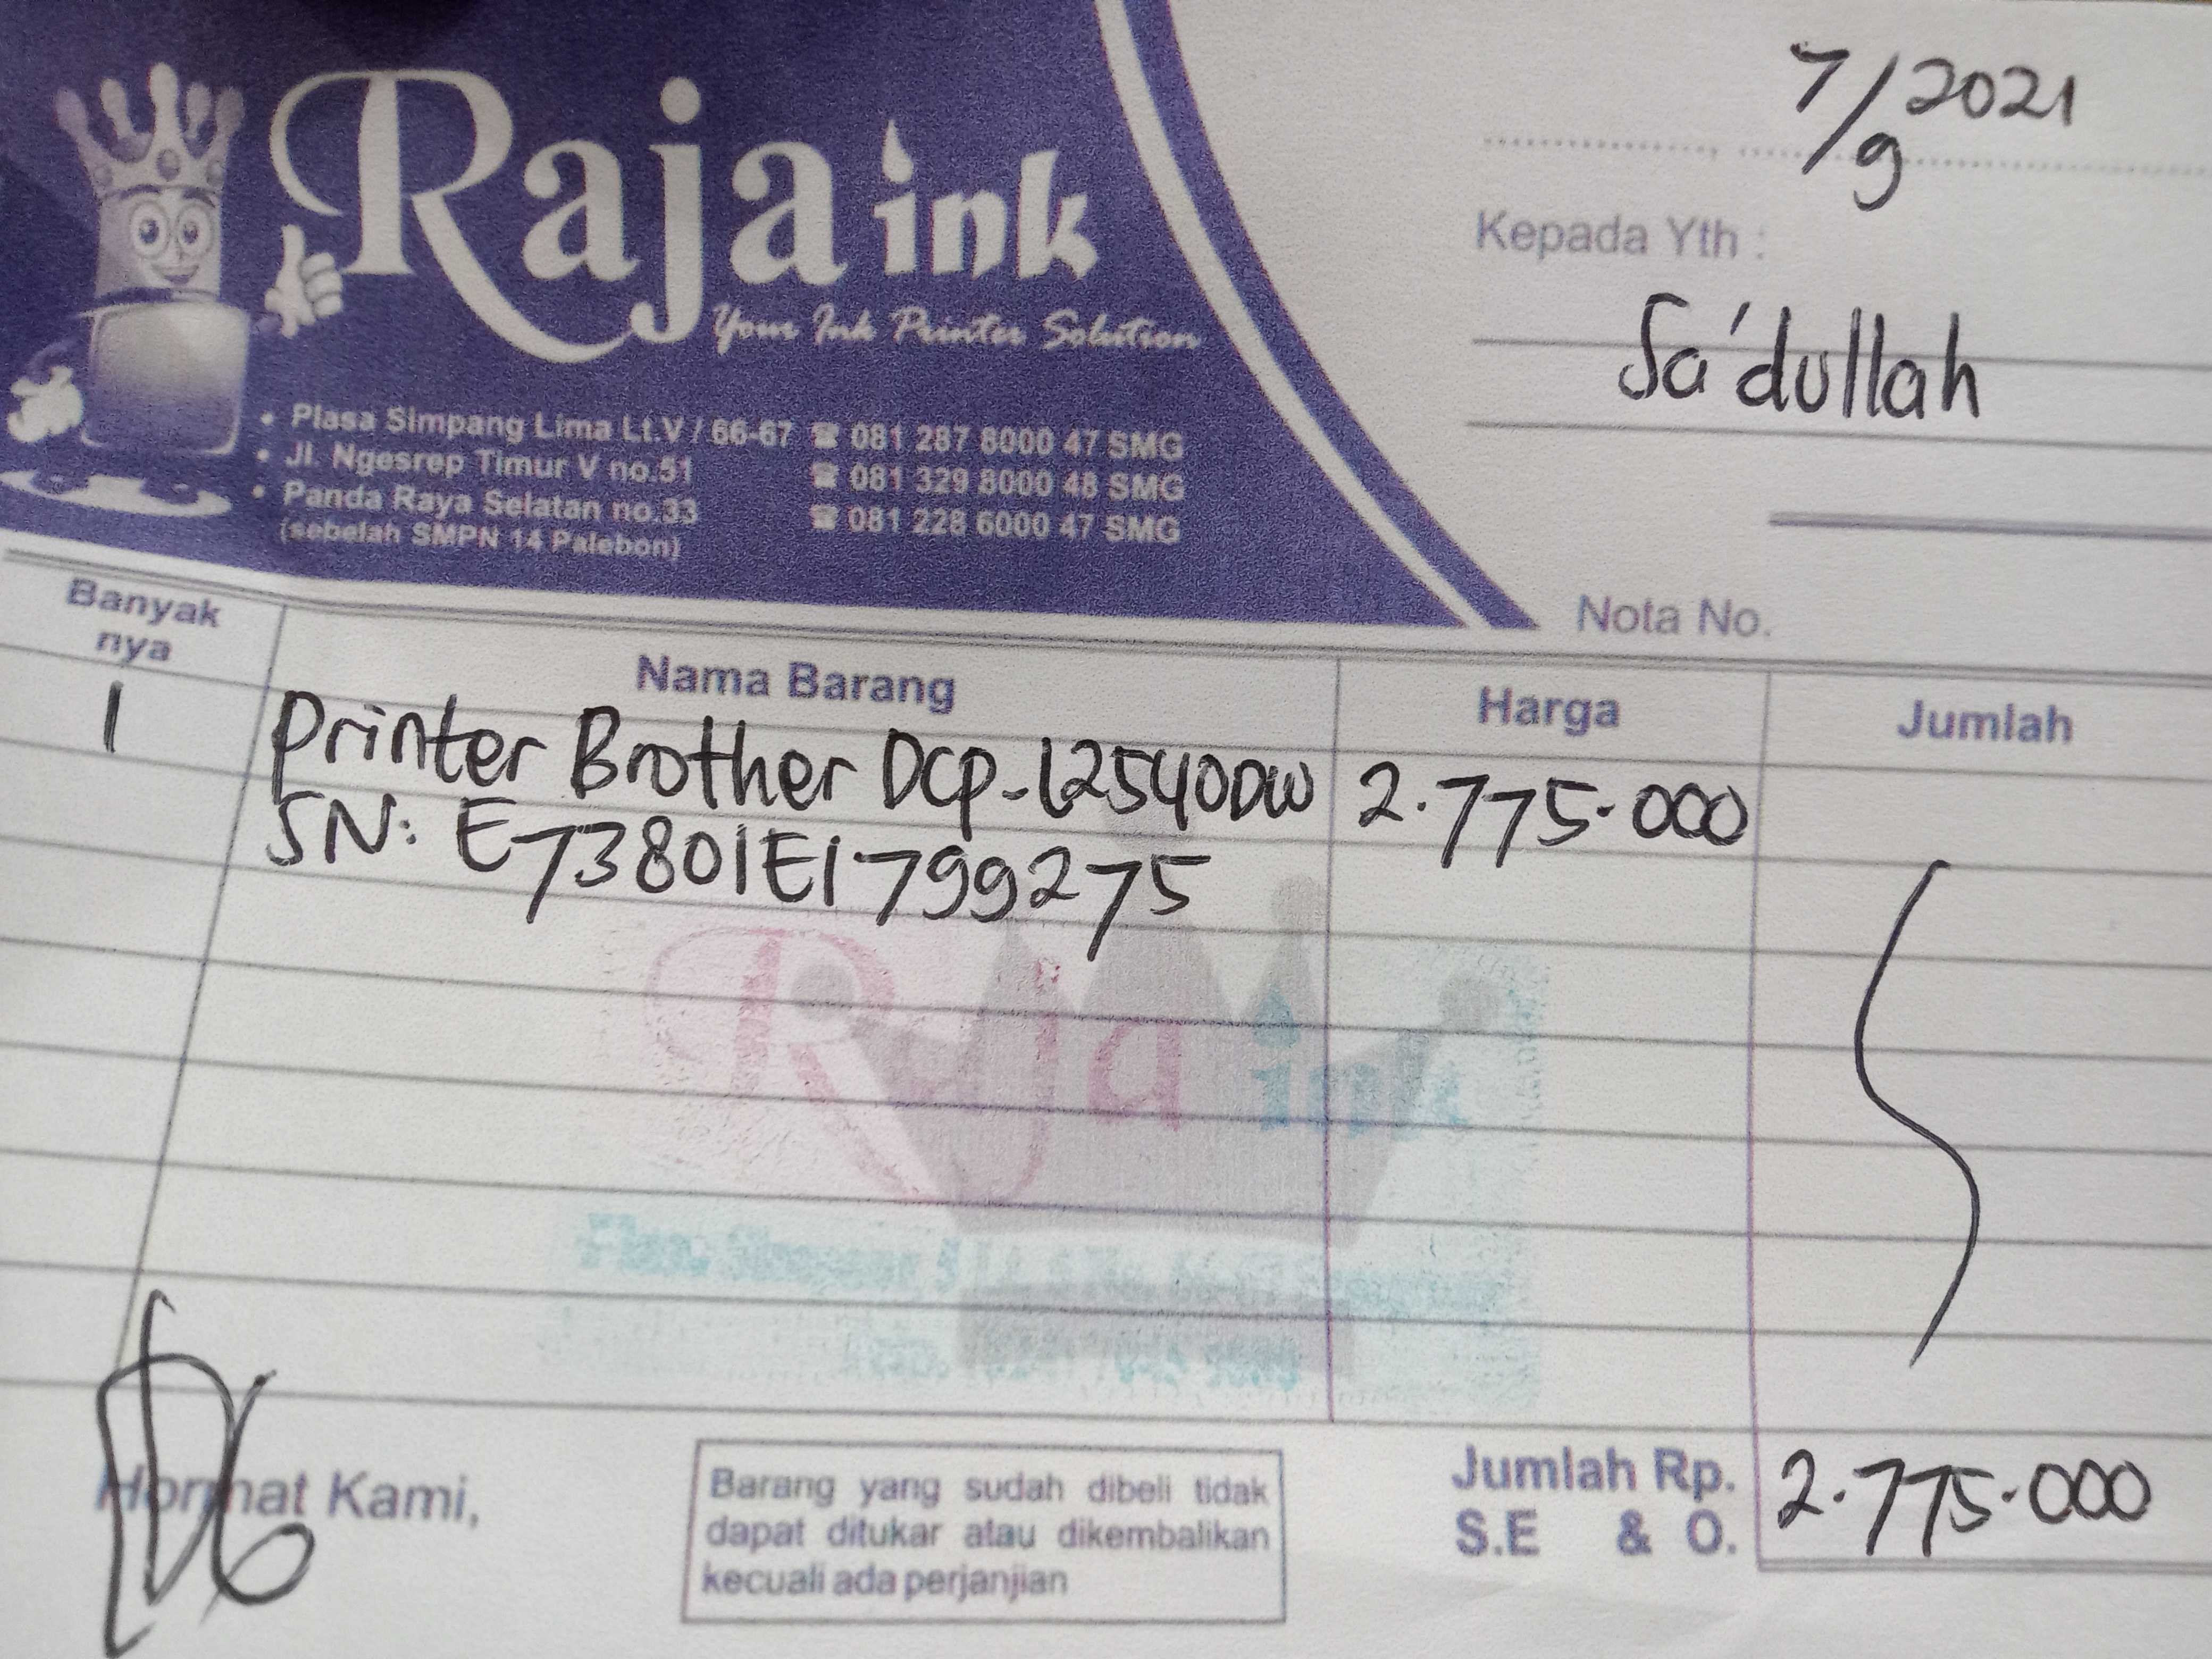 Raja ink
Your Ink Printer Solution
• Plasa Simpang Lima Lt.V / 66-67 ☎ 081 287 8000 47 SMG
• Jl. Ngesrep Timur V no.51 ☎ 081 329 8000 48 SMG
• Panda Raya Selatan no.33 ☎ 081 228 6000 47 SMG
(sebelah SMPN 14 Palebon)
7/9 2021
Kepada Yth :
Sa'dullah
Nota No.
Banyak
nya
Nama Barang
Harga
Jumlah
1 Printer Brother DCP-L2540DW 2.775.000
SN: E73801E1799275
Raja ink
Hormat Kami,
Barang yang sudah dibeli tidak
dapat ditukar atau dikembalikan
kecuali ada perjanjian
Jumlah Rp. 2.775.000
S.E & O.